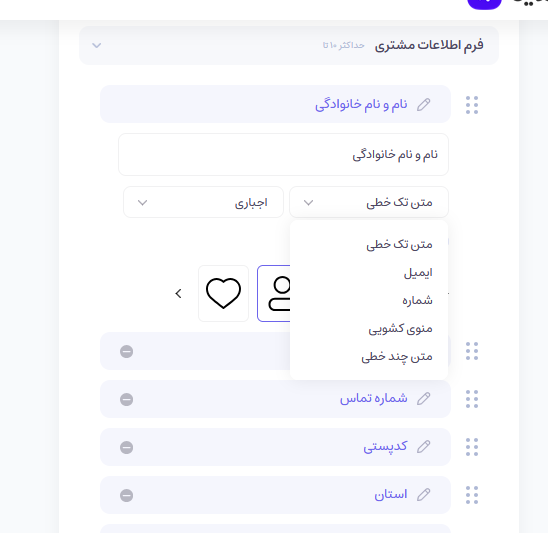 فرم اطلاعات مشتری حداکثر ۱۰ تا
نام و نام خانوادگی
نام و نام خانوادگی
متن تک خطی اجباری
متن تک خطی
ایمیل
شماره
منوی کشویی
متن چند خطی
شماره تماس
کدپستی
استان